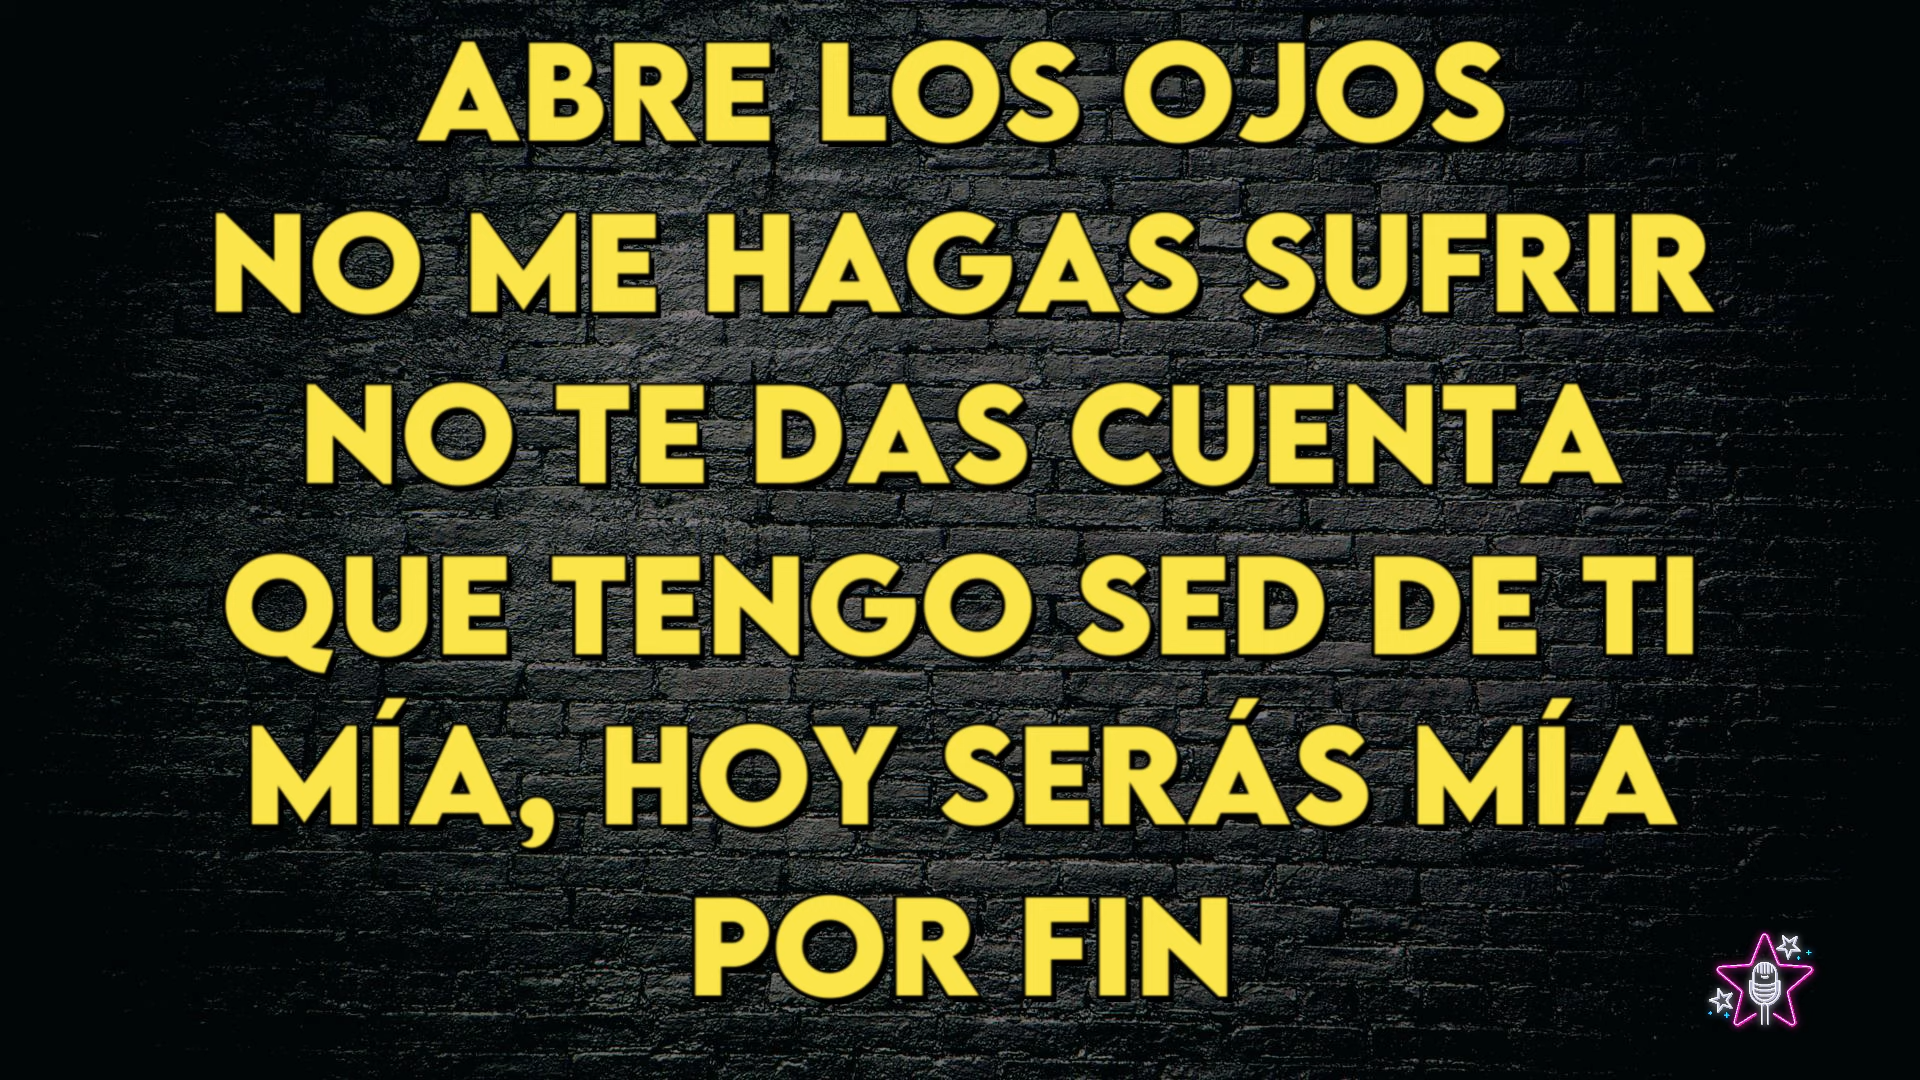 ABRE LOS OJOS
NO ME HAGAS SUFRIR
NO TE DAS CUENTA
QUE TENGO SED DE TI
MÍA, HOY SERÁS MÍA
POR FIN